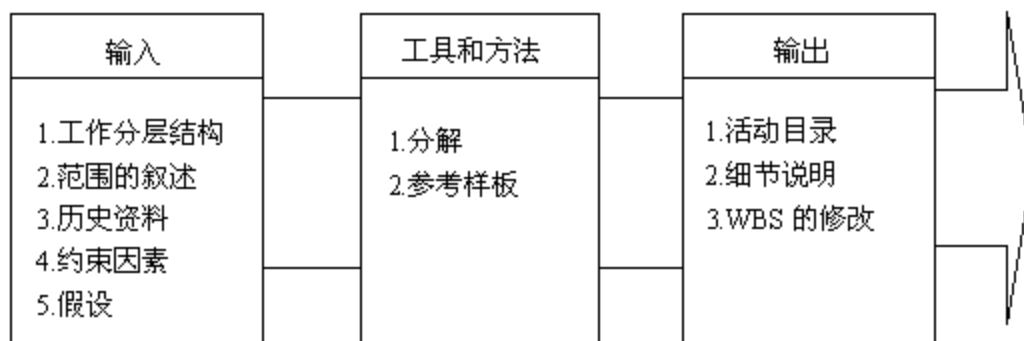 输入
1.工作分层结构
2.范围的叙述
3.历史资料
4.约束因素
5.假设
工具和方法
1.分解
2.参考样板
输出
1.活动目录
2.细节说明
3.WBS 的修改